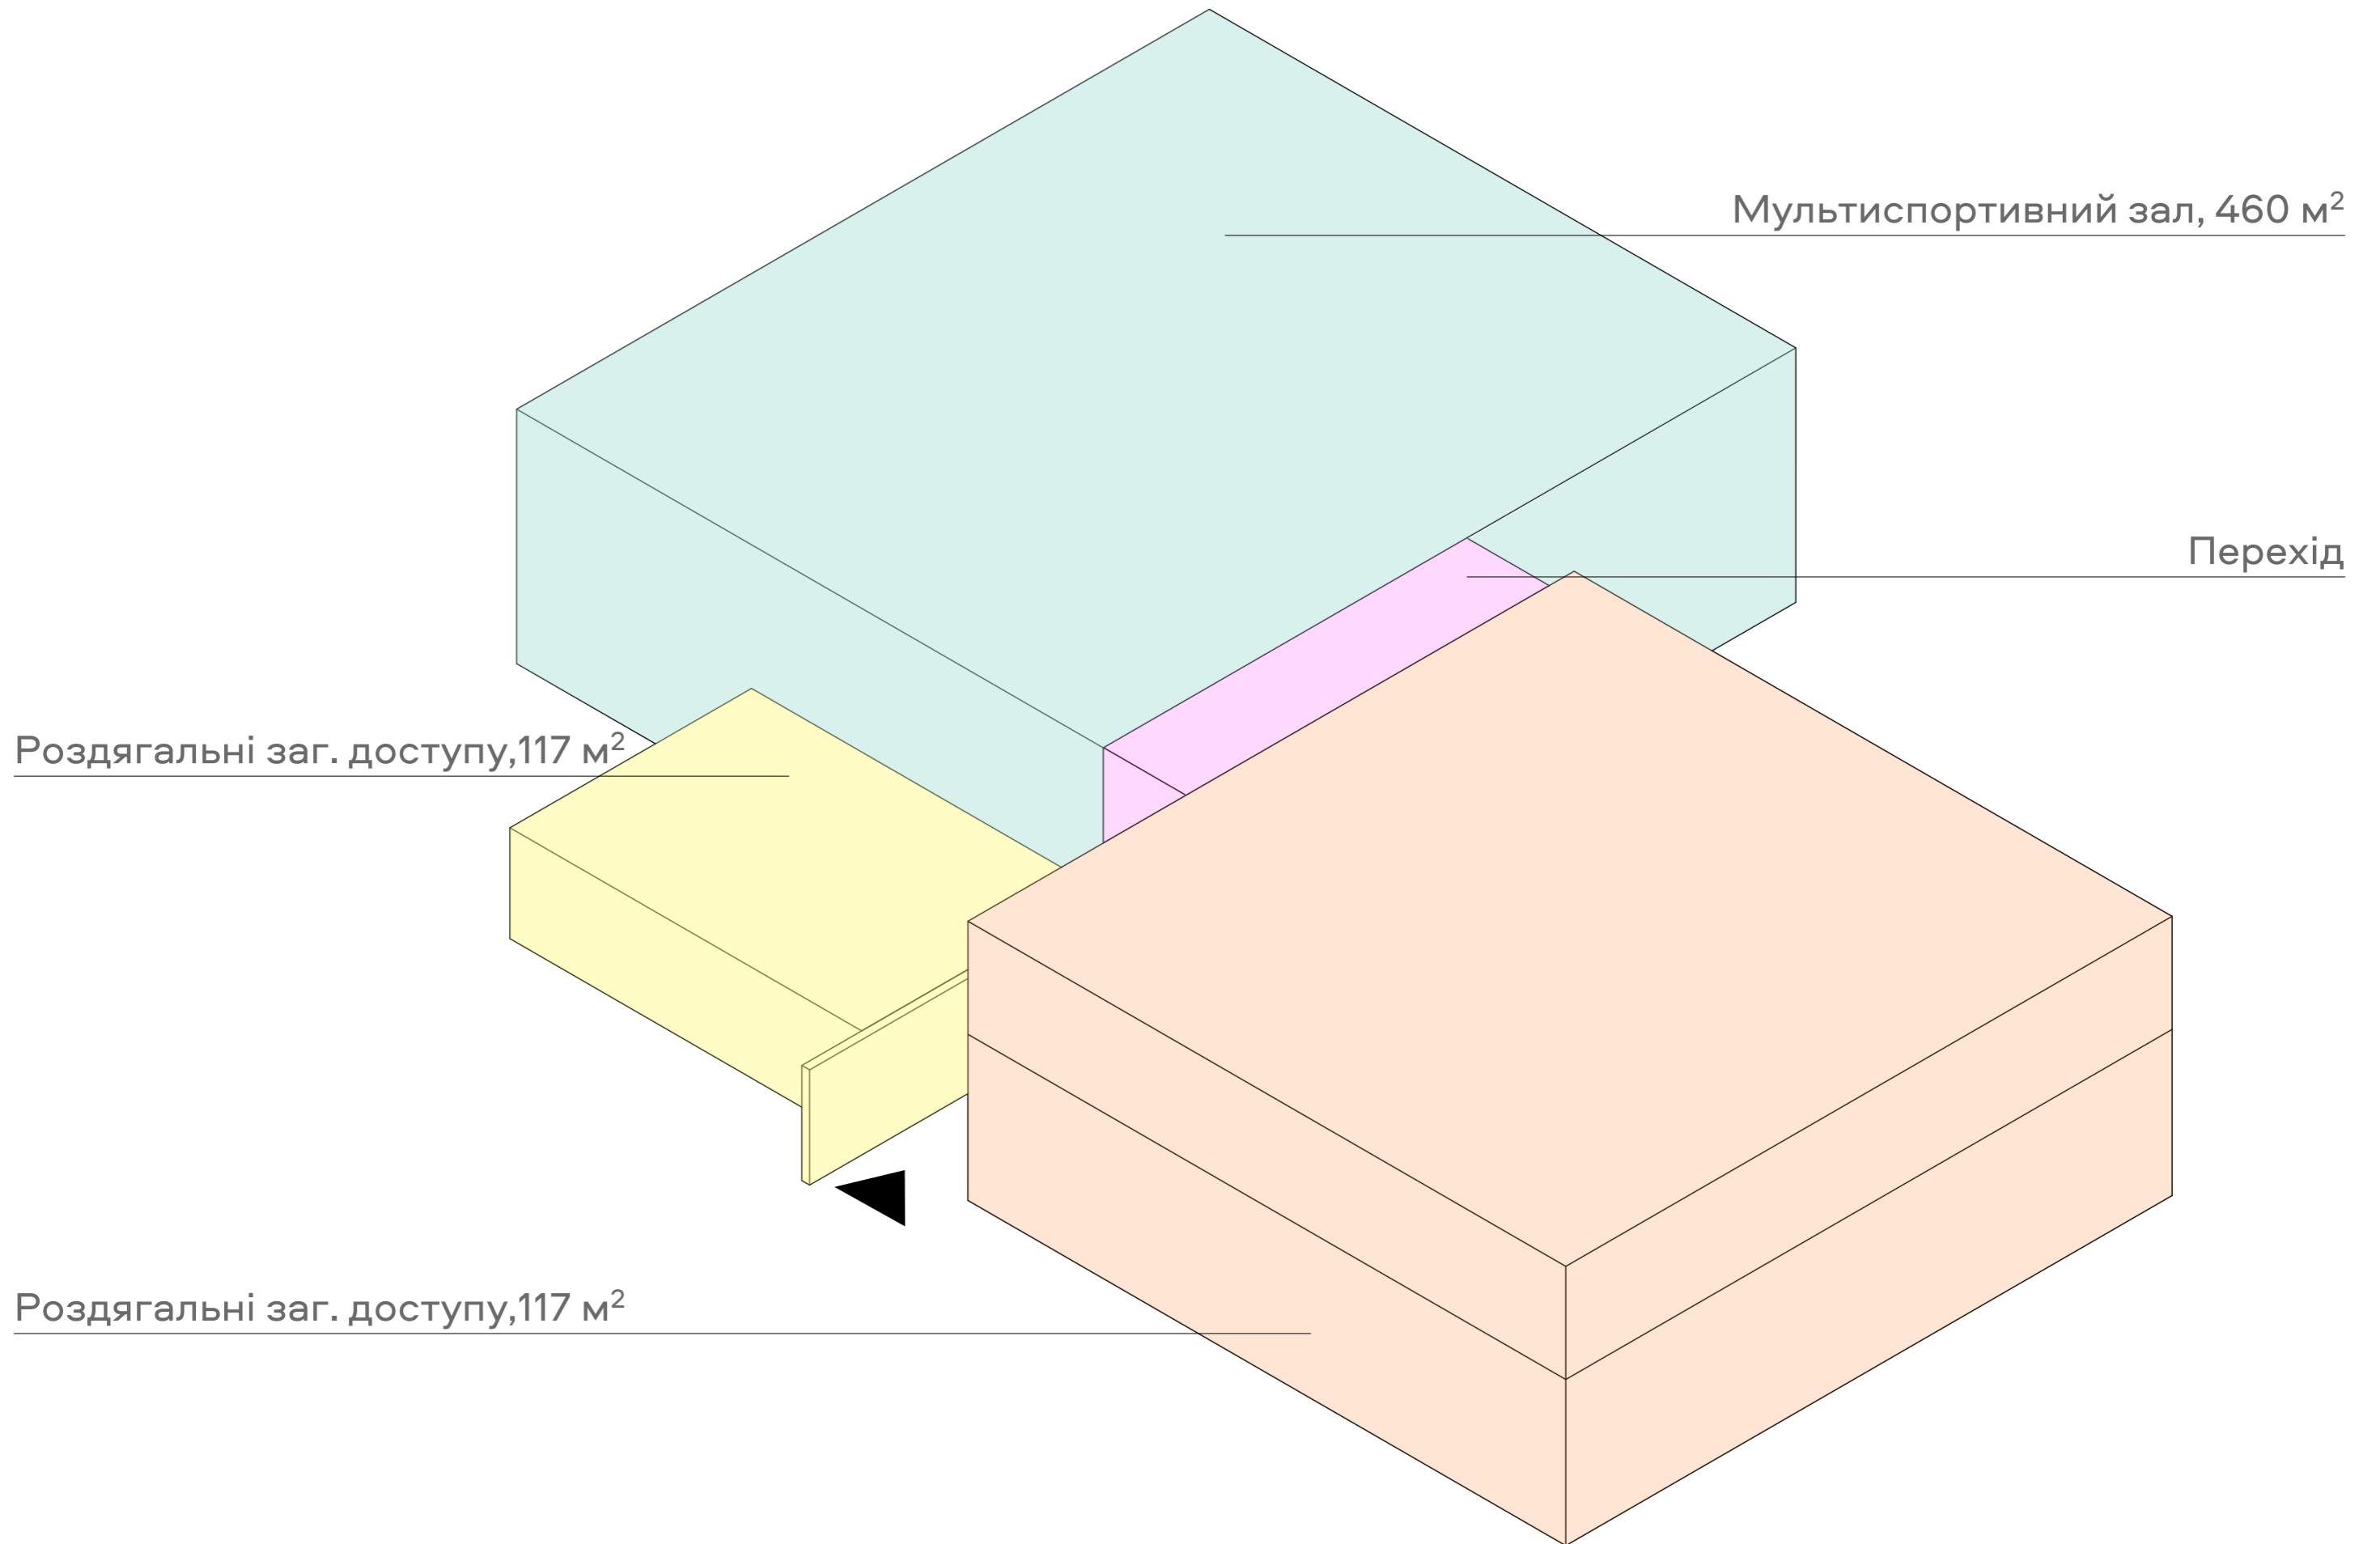 Мультиспортивний зал, 460 м²
Перехід
Роздягальні заг. доступу,117 м²
Роздягальні заг. доступу,117 м²